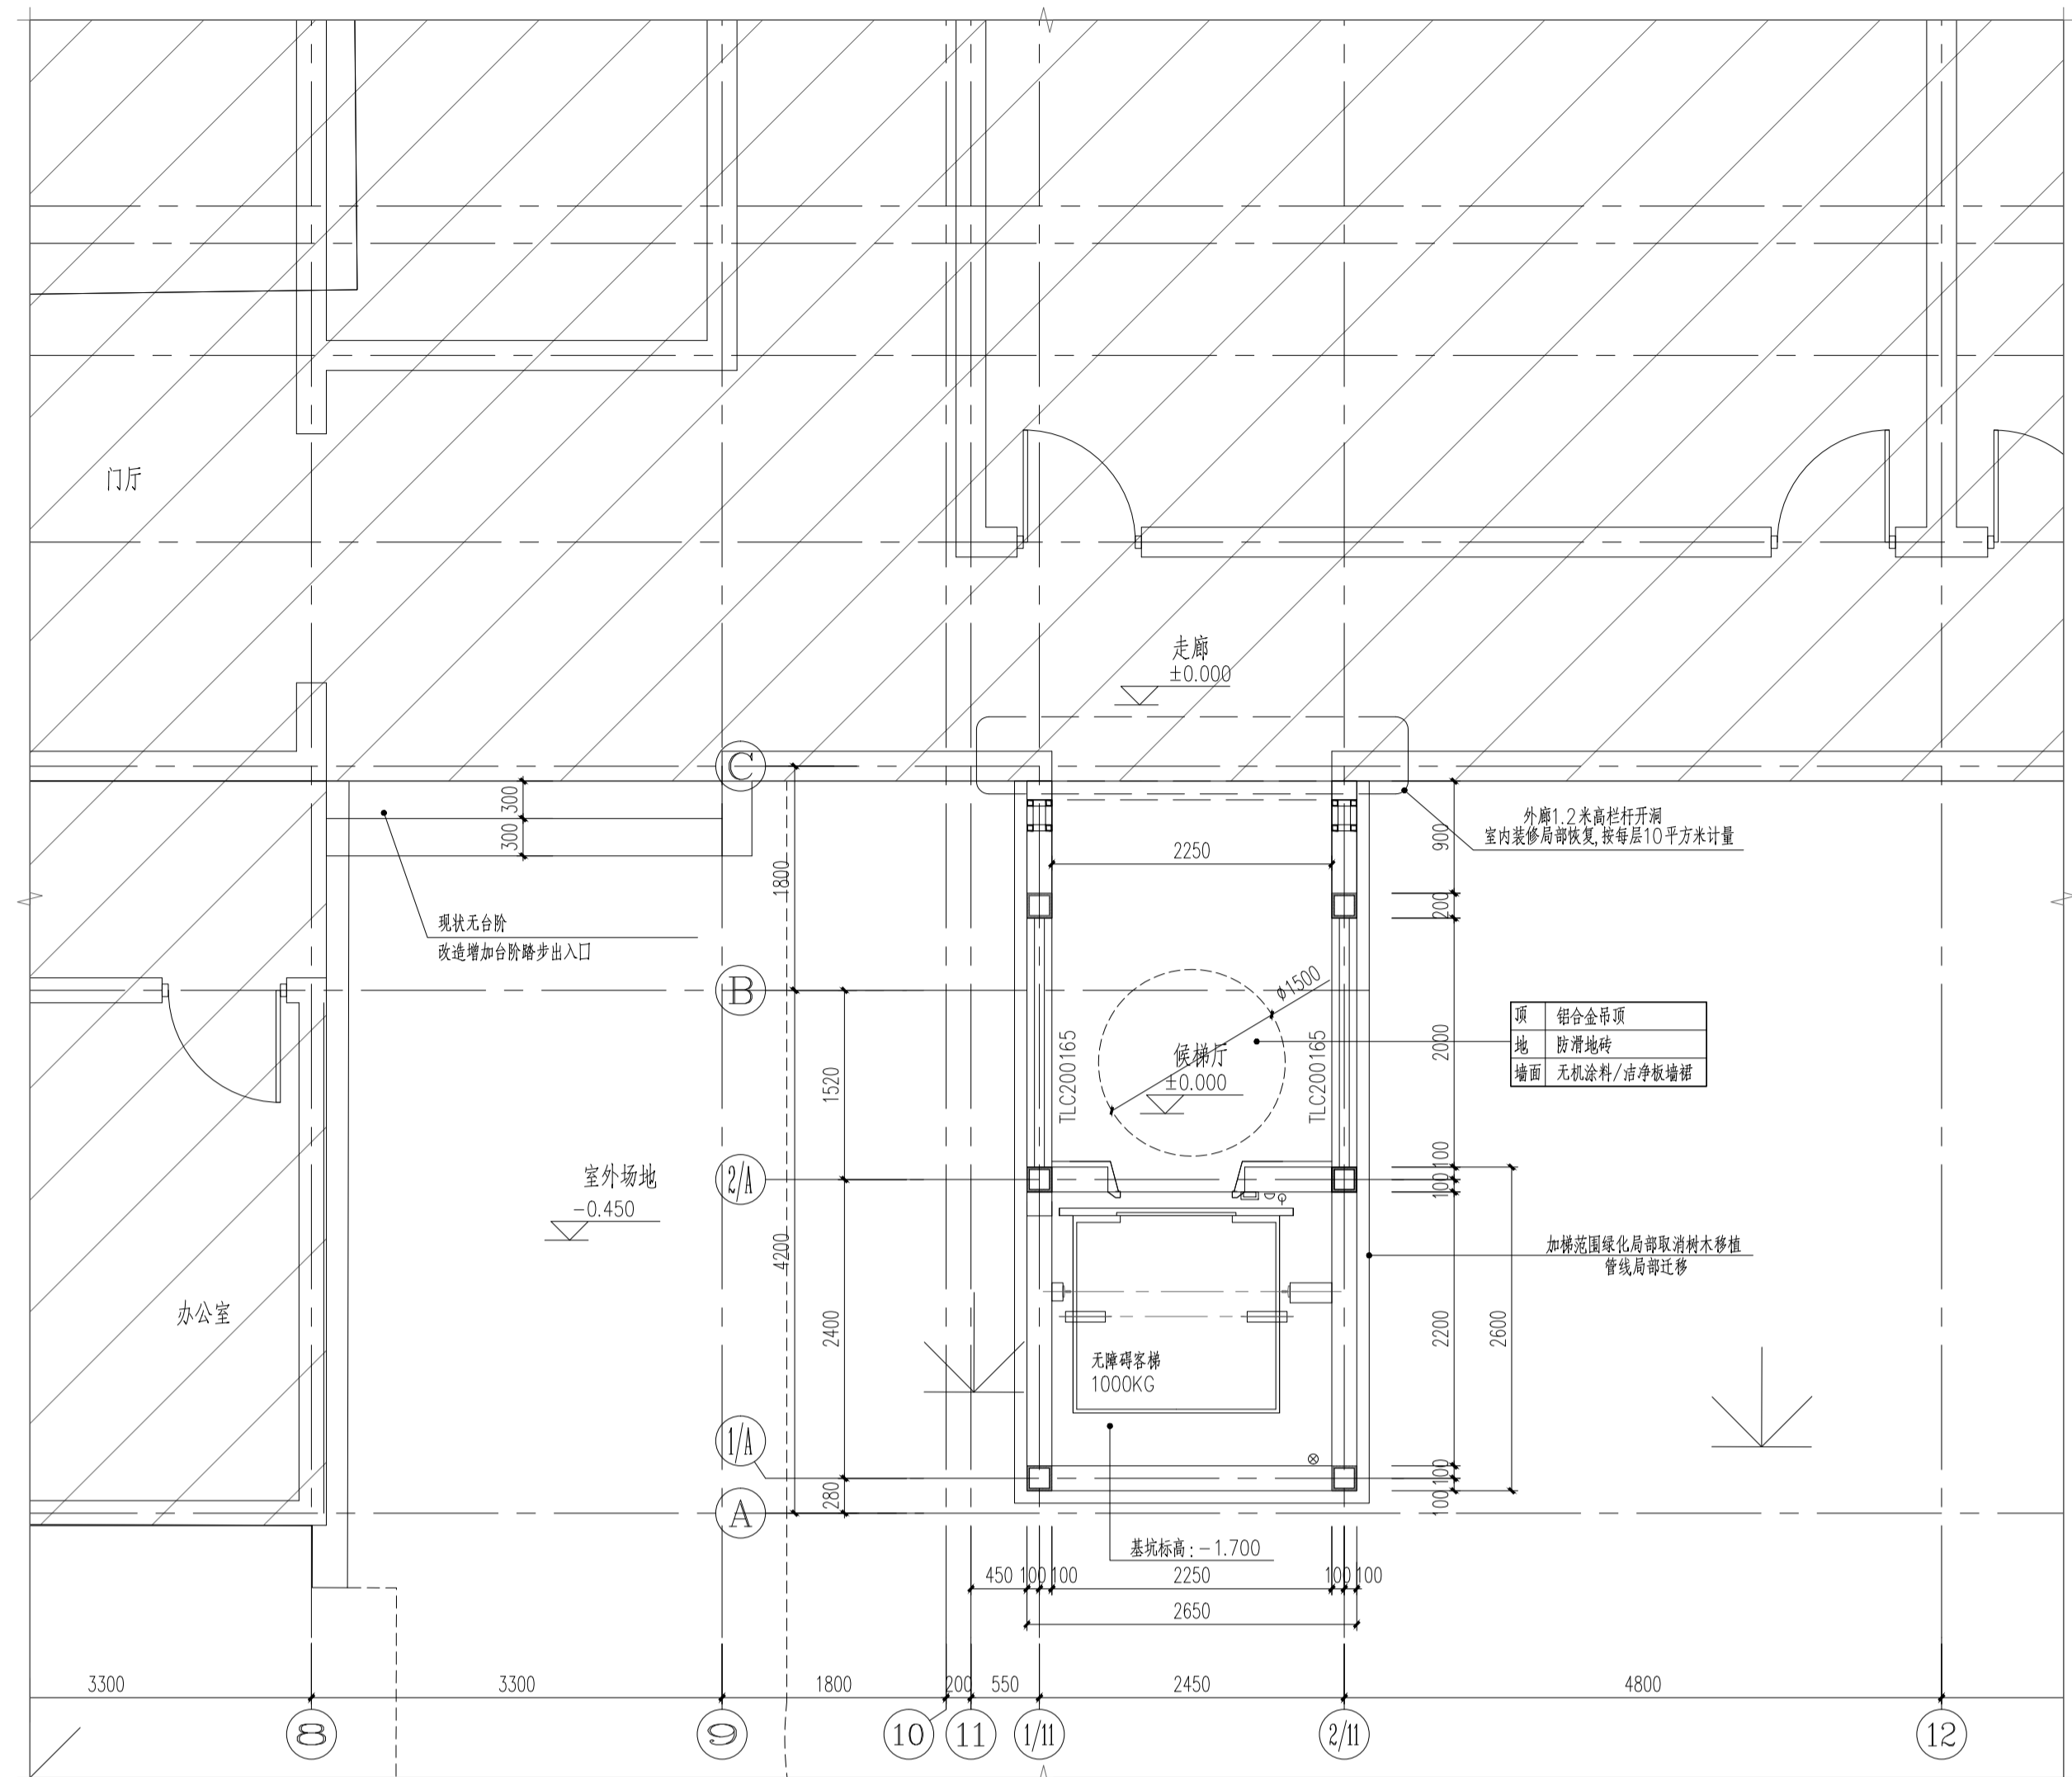 门厅
走廊
±0.000
C
300
300
1800
900
200
2250
外廊1.2米高栏杆开洞
室内装修局部恢复,按每层10平方米计量
现状无台阶
改造增加台阶踏步出入口
B
ø1500
候梯厅
±0.000
TLC200165
TLC200165
顶 铝合金吊顶
地 防滑地砖
墙面 无机涂料/洁净板墙裙
1520
2000
2/A
100
100
室外场地
-0.450
4200
加梯范围绿化局部取消树木移植
管线局部迁移
办公室
2400
2200
2600
无障碍客梯
1000KG
1/A
280
100
100
A
基坑标高:-1.700
450 100 100 2250 100 100
2650
3300 3300 1800 200 550 2450 4800
8 9 10 11 1/11 2/11 12